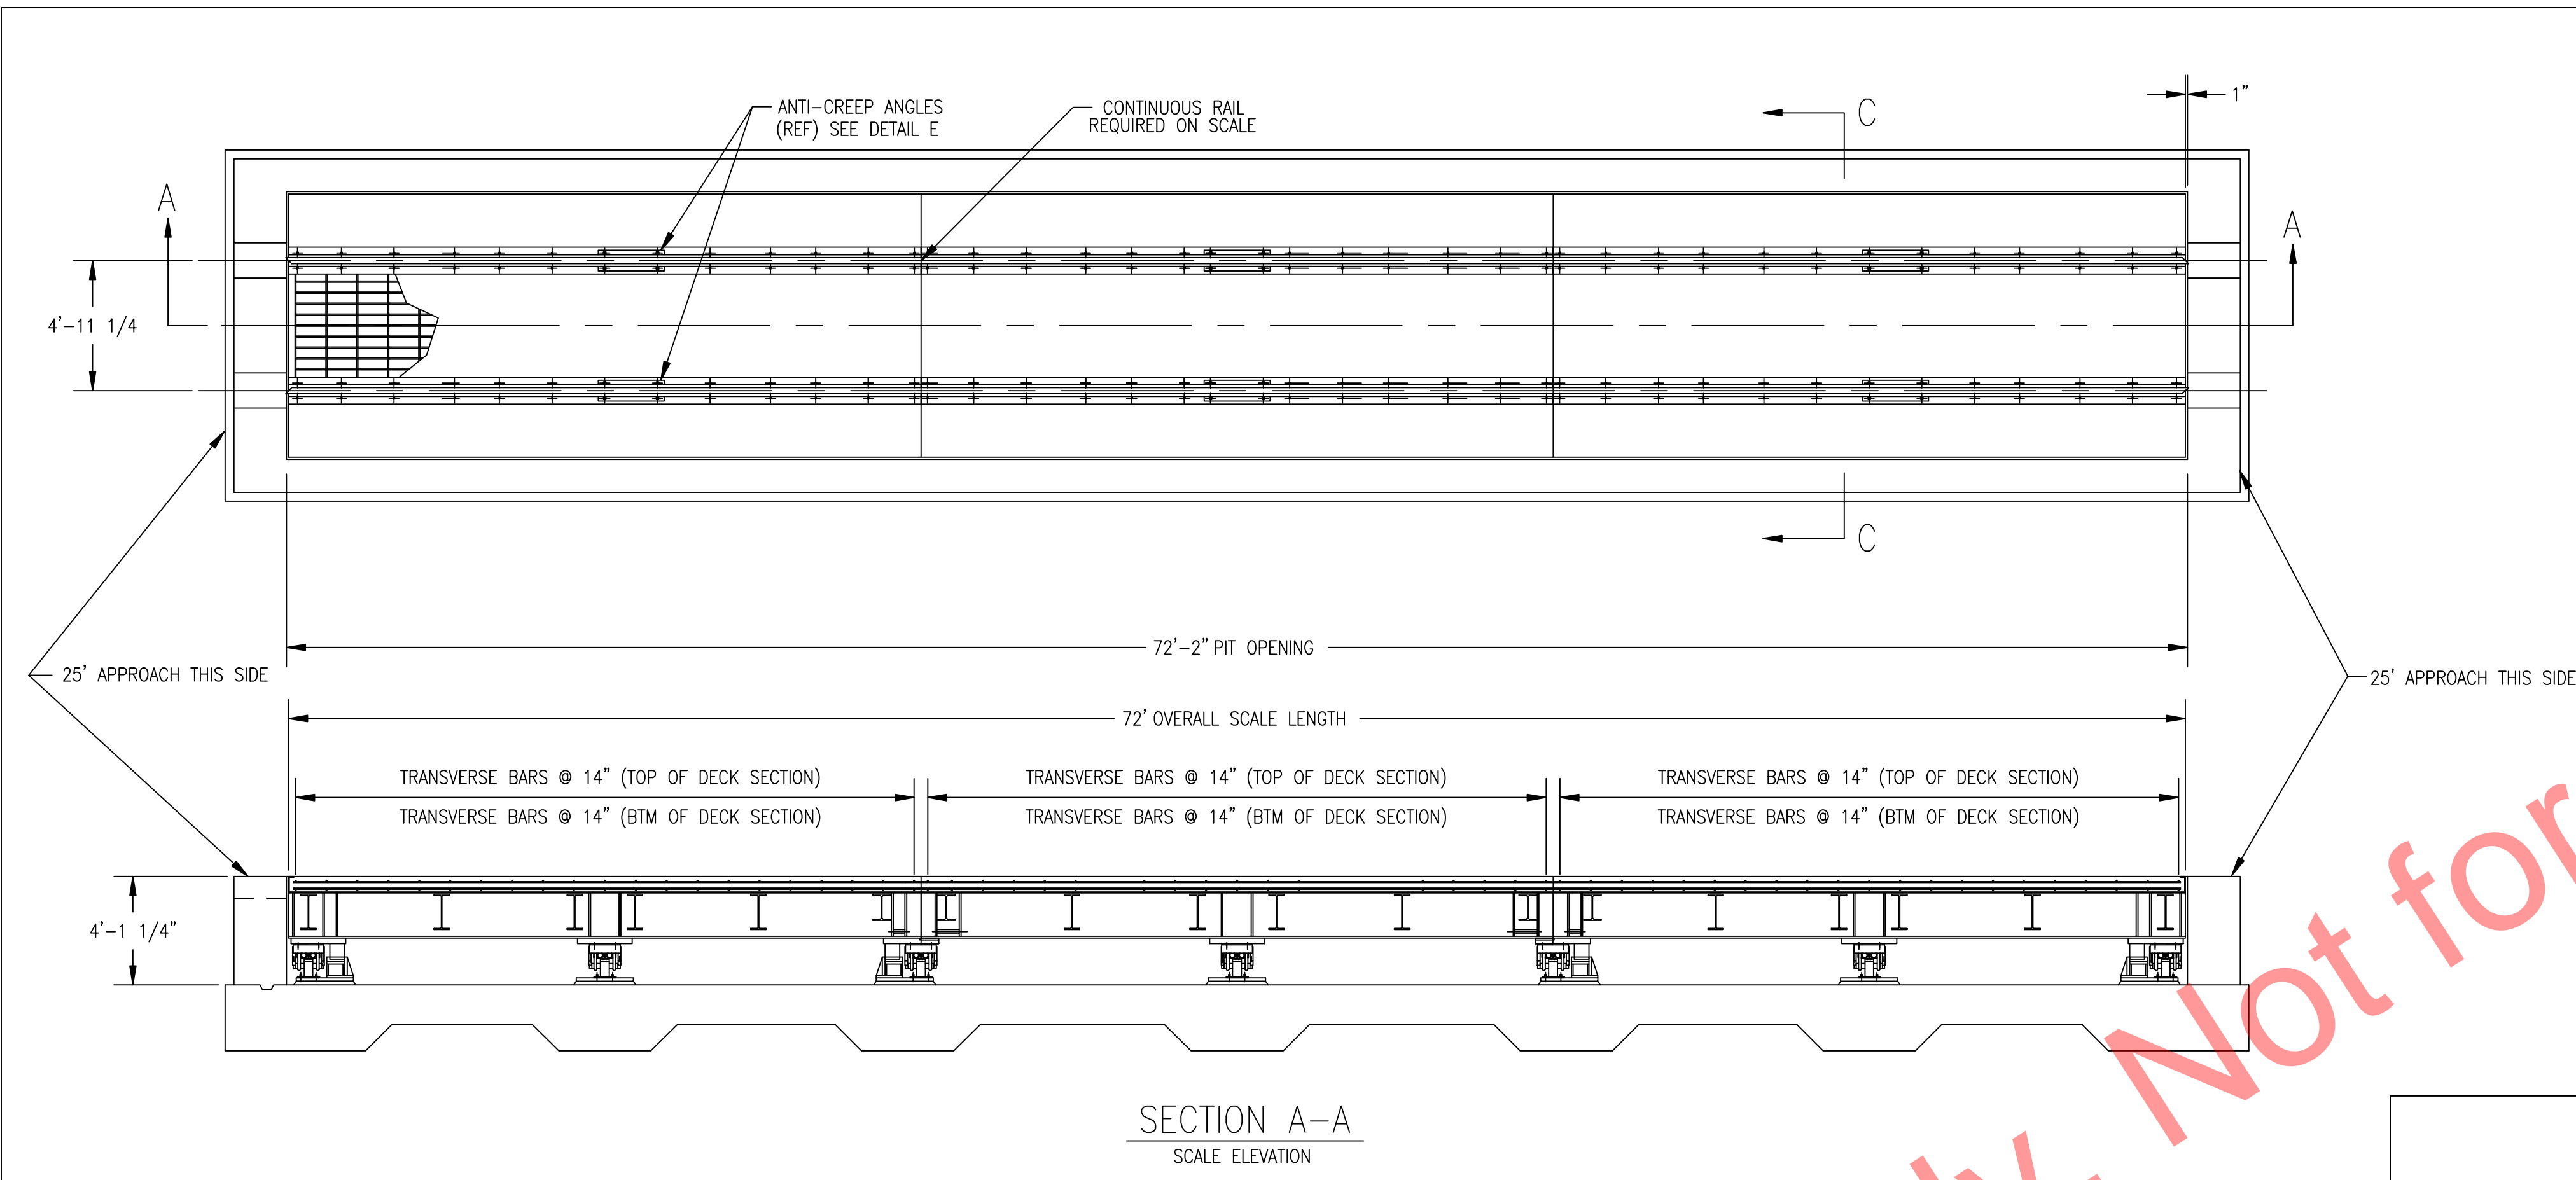 ANTI-CREEP ANGLES
(REF) SEE DETAIL E
CONTINUOUS RAIL
REQUIRED ON SCALE
C
1"
A
A
4'-11 1/4
C
72'-2" PIT OPENING
25' APPROACH THIS SIDE
25' APPROACH THIS SIDE
72' OVERALL SCALE LENGTH
TRANSVERSE BARS @ 14" (TOP OF DECK SECTION)
TRANSVERSE BARS @ 14" (BTM OF DECK SECTION)
TRANSVERSE BARS @ 14" (TOP OF DECK SECTION)
TRANSVERSE BARS @ 14" (BTM OF DECK SECTION)
TRANSVERSE BARS @ 14" (TOP OF DECK SECTION)
TRANSVERSE BARS @ 14" (BTM OF DECK SECTION)
4'-1 1/4"
SECTION A-A
SCALE ELEVATION
Not for